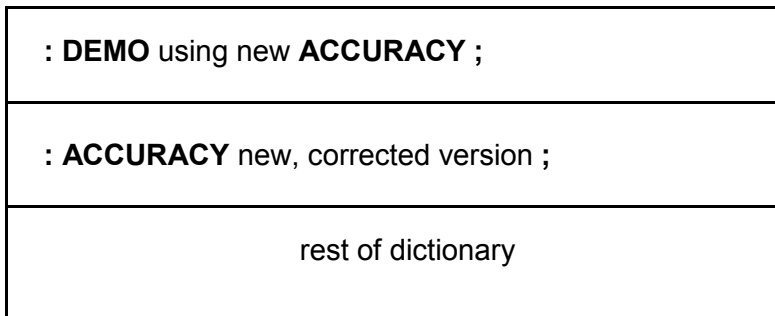 : DEMO using new ACCURACY ;
: ACCURACY new, corrected version ;
rest of dictionary